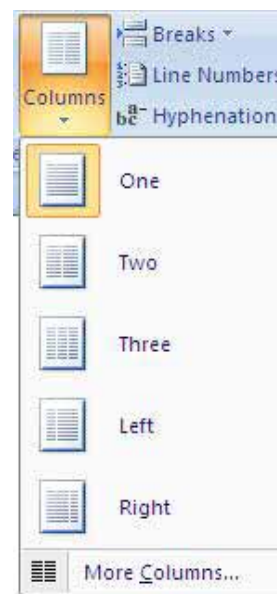 Breaks
Line Numbers
Columns
Hyphenation
One
Two
Three
Left
Right
More Columns...